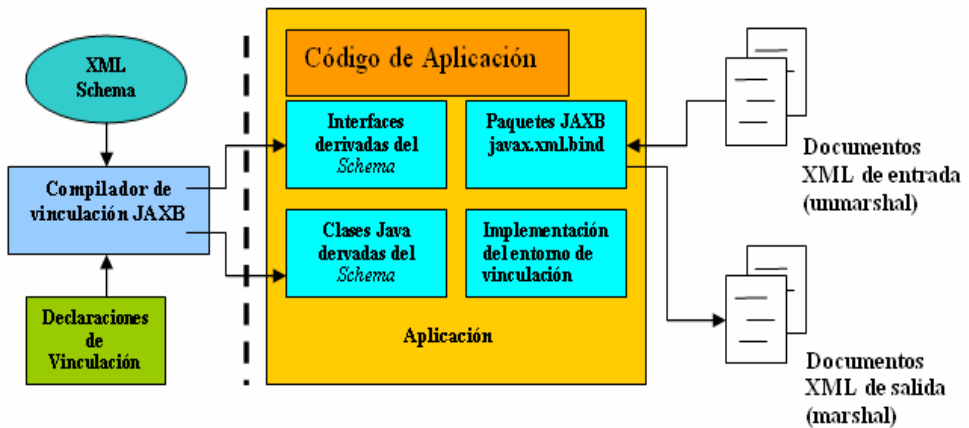 XML
Schema
Compilador de
vinculación JAXB
Declaraciones
de
Vinculación
Código de Aplicación
Interfaces
derivadas del
Schema
Paquetes JAXB
javax.xml.bind
Clases Java
dervadas del
Schema
Implementación
del entorno de
vinculación
Aplicación
Documentos
XML de entrada
(unmarshal)
Documentos
XML de salida
(marshal)